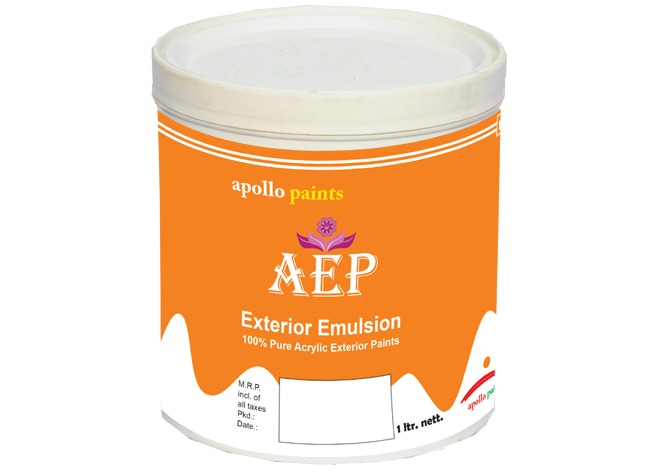 apollo paints
AEP
Exterior Emulsion
100% Pure Acrylic Exterior Paints
M.R.P.
incl. of
all taxes
Pkd.:
Date.:
1 ltr. nett.
apollo